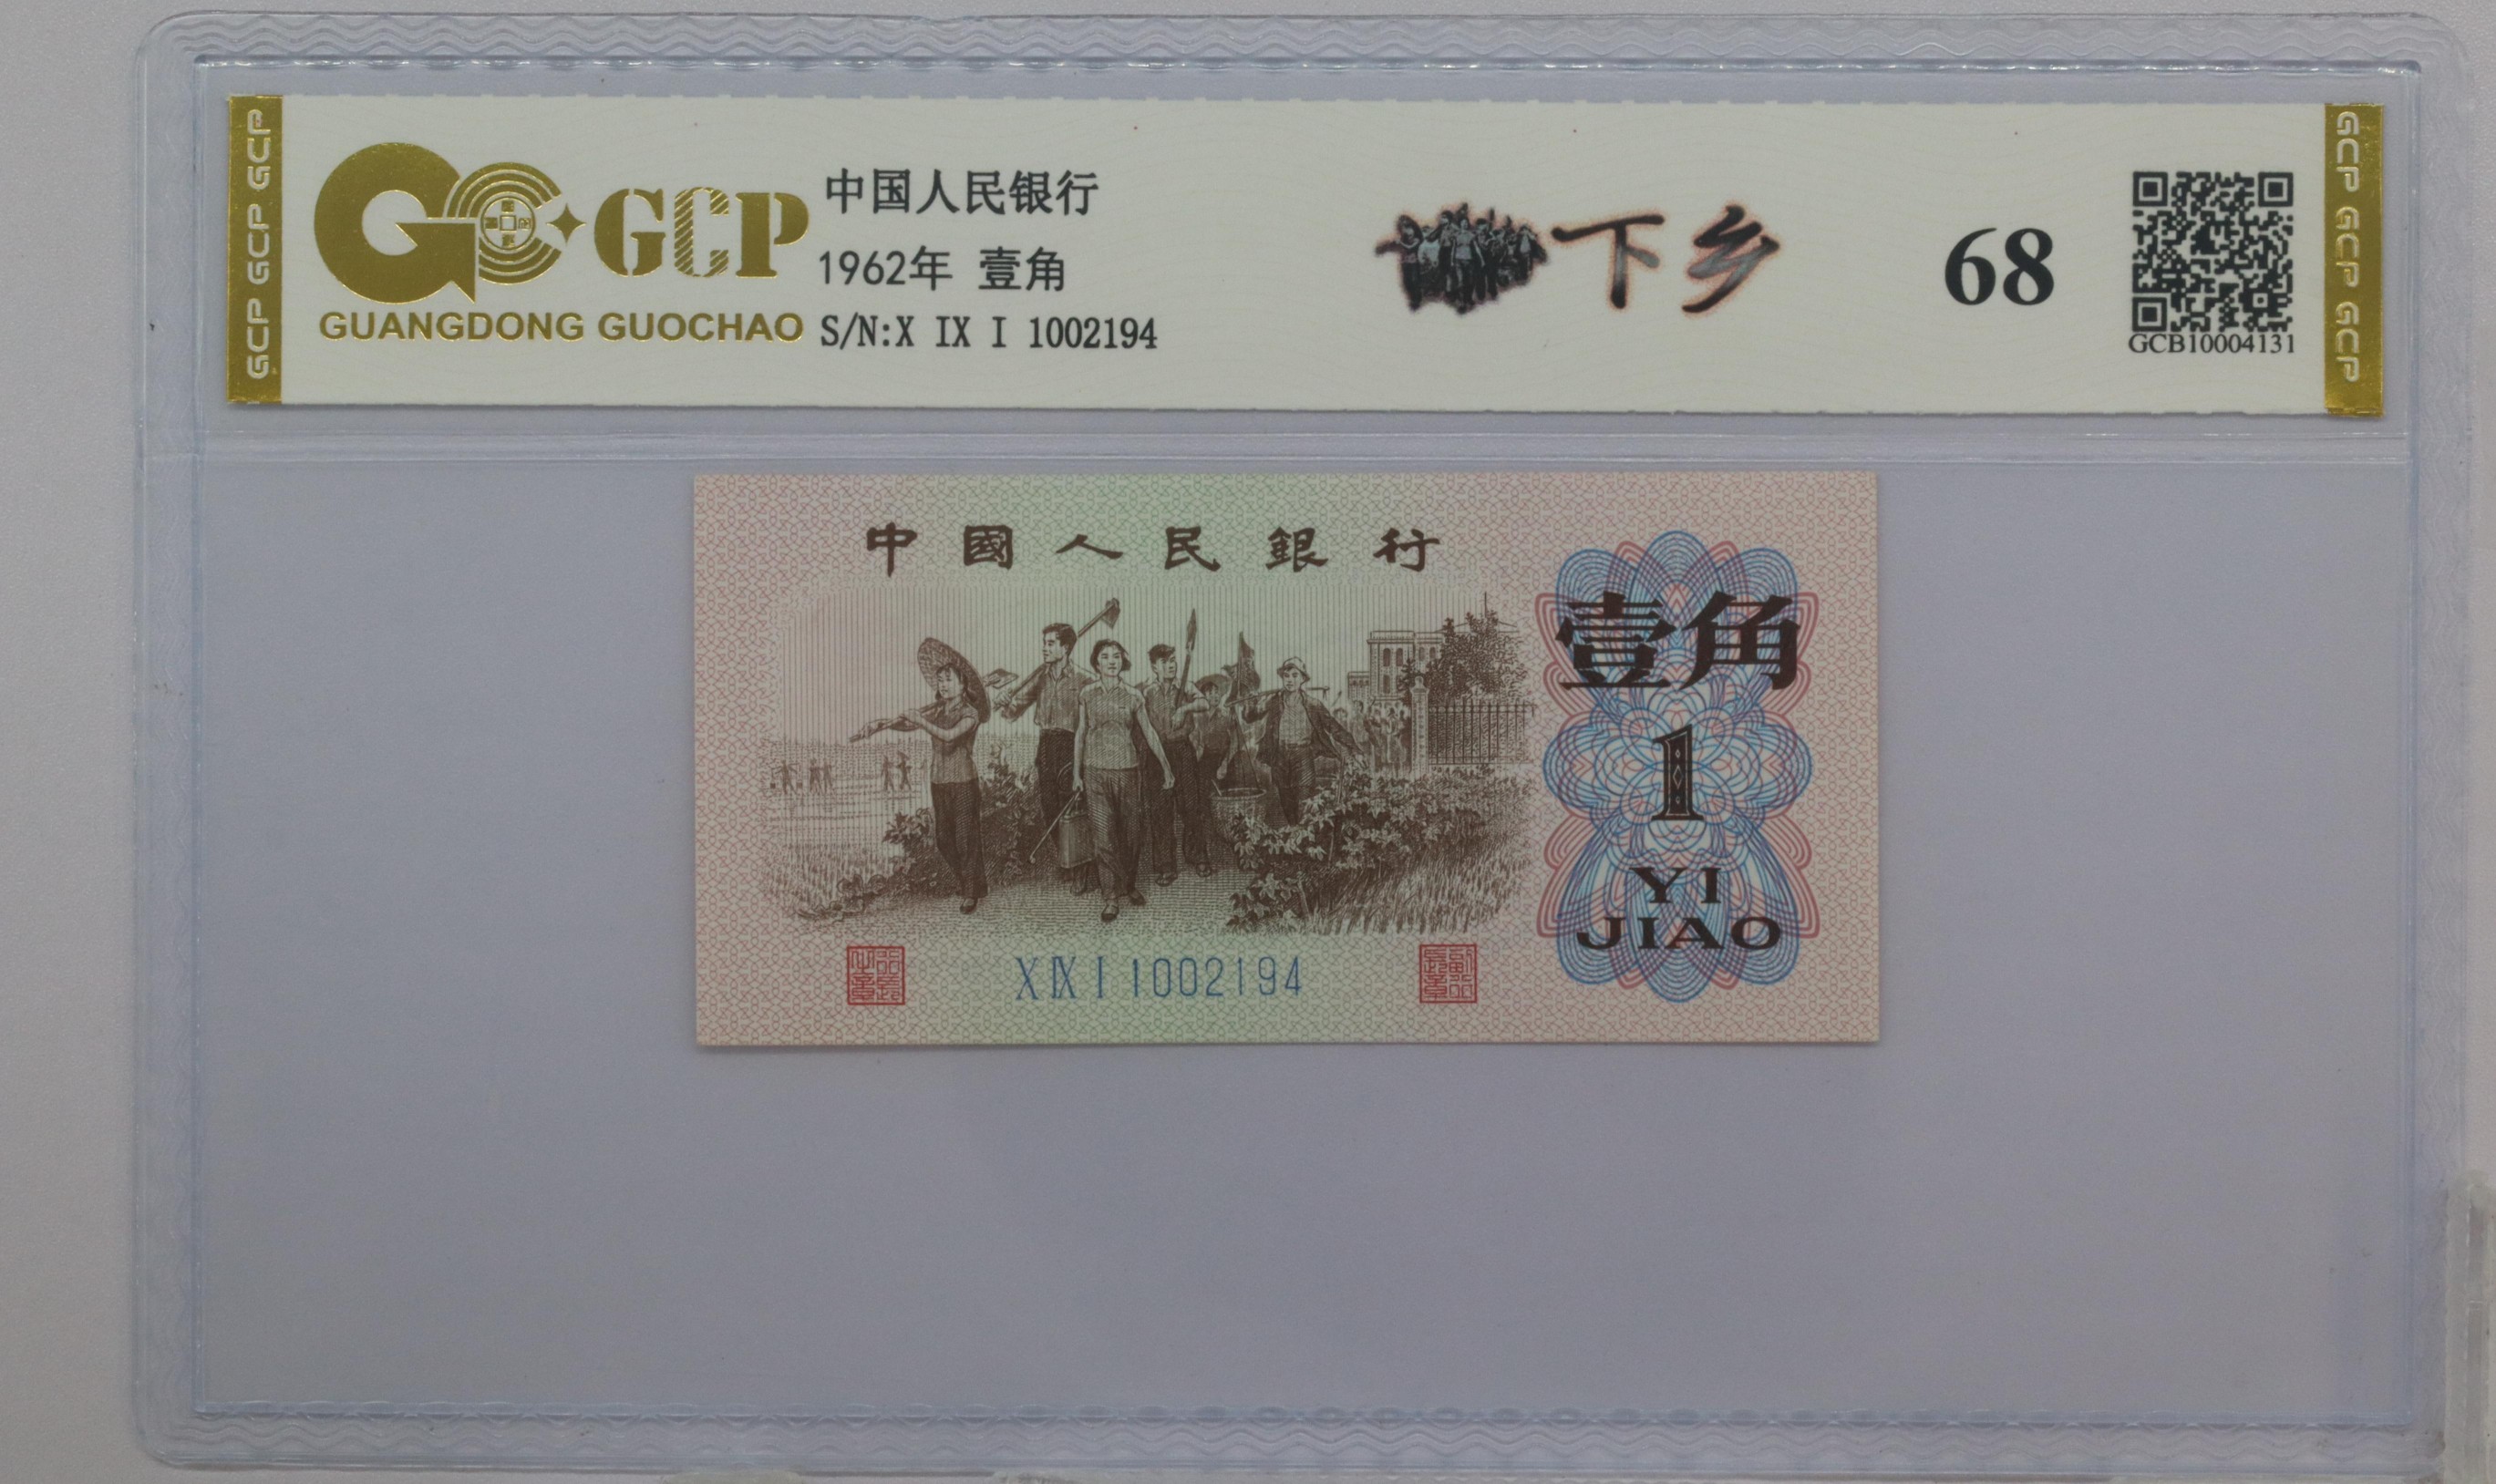 GCP GCP GCP
GCP
GUANGDONG GUOCHAO
中国人民银行
1962年 壹角
S/N:X IX I 1002194
下乡
68
GCB10004131
GCP GCP GCP
中國人民銀行
壹角
1
YI
JIAO
X IX I 1002194